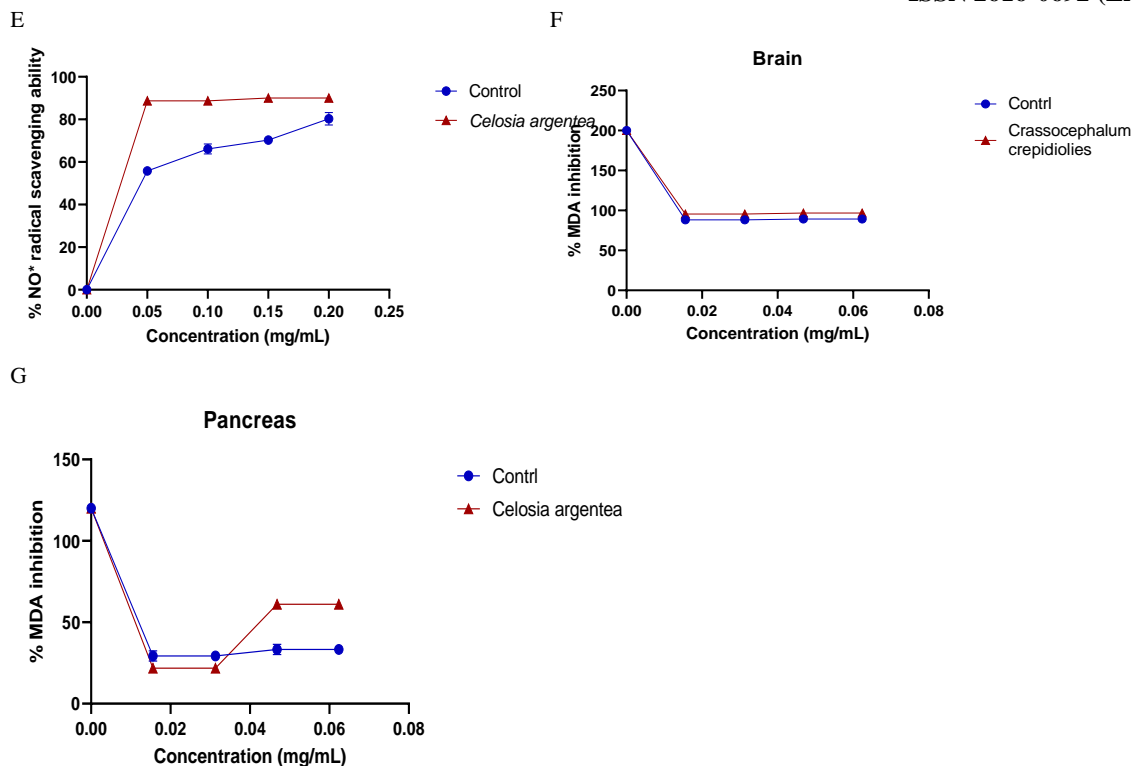 E
% NO* radical scavenging ability
100
80
60
40
20
0
0.00 0.05 0.10 0.15 0.20 0.25
Concentration (mg/mL)
Control
Celosia argentea
F
Brain
% MDA inhibition
250
200
150
100
50
0
0.00 0.02 0.04 0.06 0.08
Concentration (mg/mL)
Contrl
Crassocephalum
crepidiolies
G
Pancreas
% MDA inhibition
150
100
50
0
0.00 0.02 0.04 0.06 0.08
Concentration (mg/mL)
Contrl
Celosia argentea